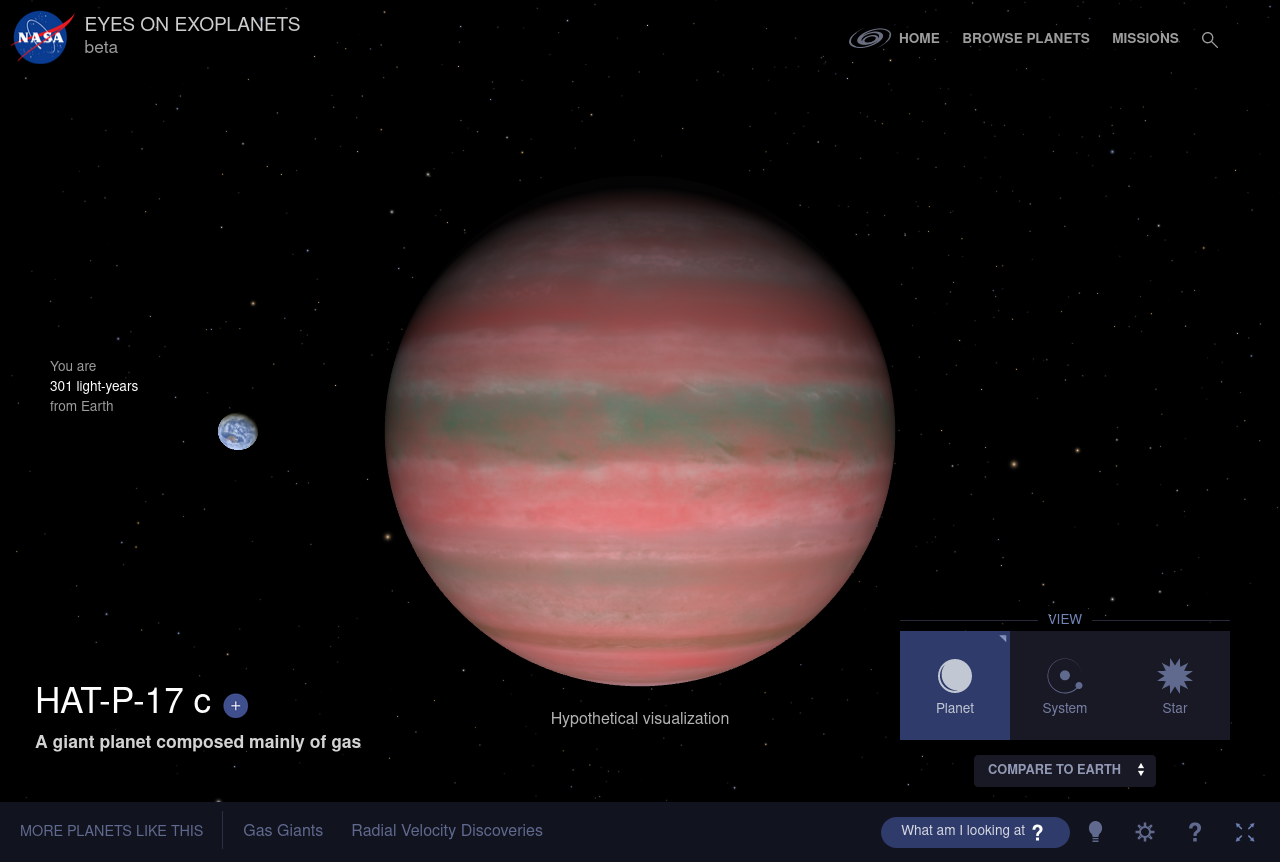 NASA
EYES ON EXOPLANETS
beta
HOME
BROWSE PLANETS
MISSIONS
You are
301 light-years
from Earth
VIEW
Planet
System
Star
HAT-P-17 c +
A giant planet composed mainly of gas
Hypothetical visualization
COMPARE TO EARTH
MORE PLANETS LIKE THIS
Gas Giants
Radial Velocity Discoveries
What am I looking at ?
?